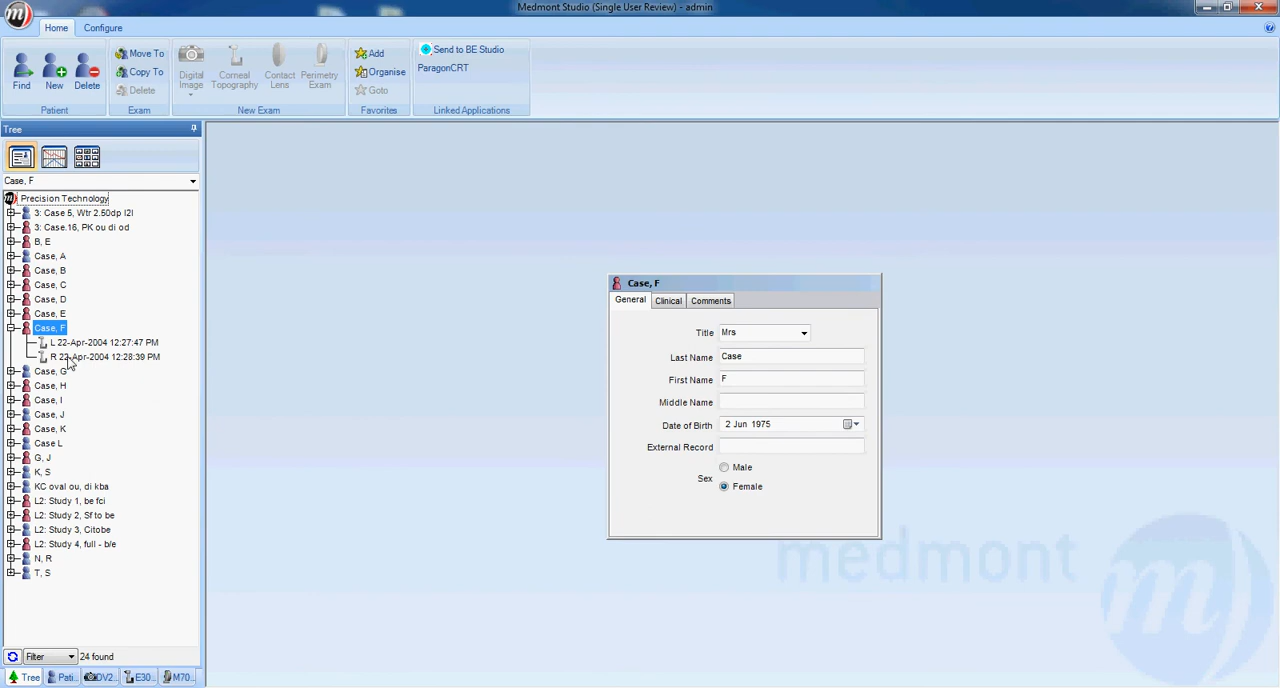 Medmont Studio (Single User Review) - admin
Home Configure
Find New Delete
Patient
Move To
Copy To
Delete
Exam
Digital Image
Corneal Topography
Contact Lens
Perimetry Exam
New Exam
Add
Organise
Goto
Favorites
Send to BE Studio
ParagonCRT
Linked Applications
Tree
Case, F
Precision Technology
3: Case 5, Wtr 2.50dp l2l
3: Case.16, PK ou di od
B, E
Case, A
Case, B
Case, C
Case, D
Case, E
Case, F
L 22-Apr-2004 12:27:47 PM
R 22-Apr-2004 12:28:39 PM
Case, G
Case, H
Case, I
Case, J
Case, K
Case L
G, J
K, S
KC oval ou, di kba
L2: Study 1, be fci
L2: Study 2, Sf to be
L2: Study 3, Citobe
L2: Study 4, full - b/e
N, R
T, S
Filter 24 found
Tree Pati... DV2... E30... M70...
Case, F
General Clinical Comments
Title Mrs
Last Name Case
First Name F
Middle Name
Date of Birth 2 Jun 1975
External Record
Sex
Male
Female
medmont